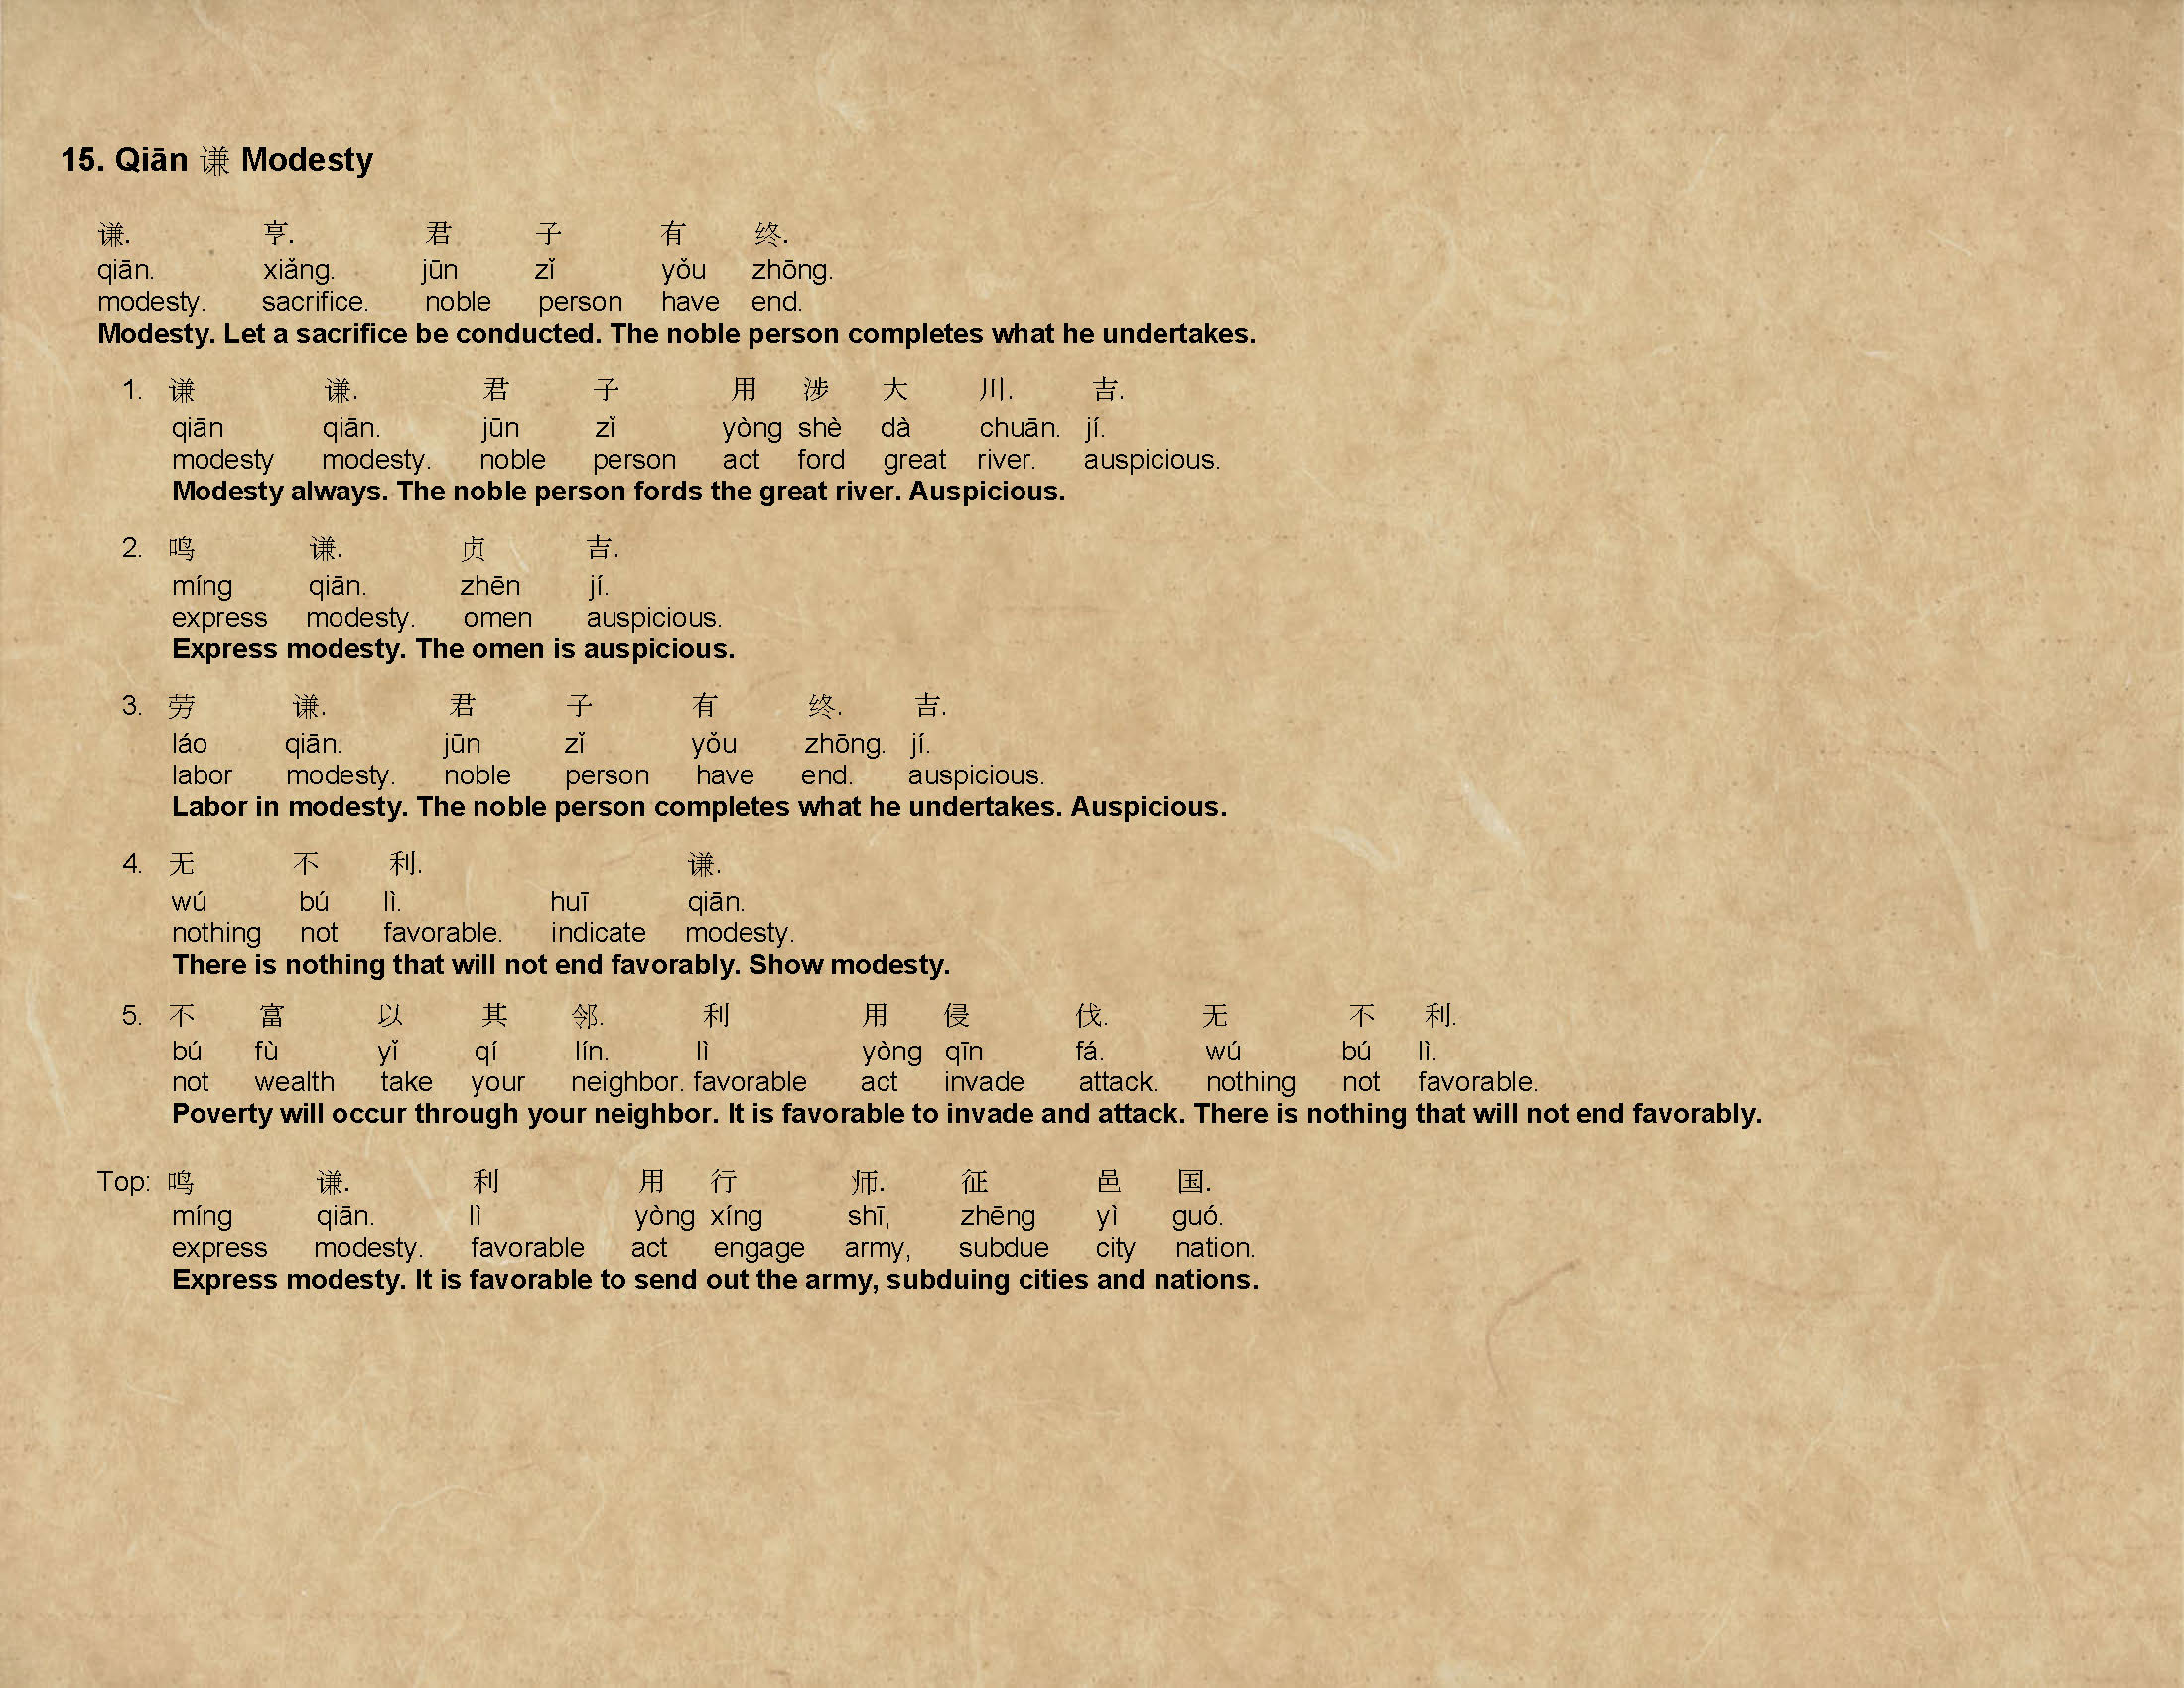 15. Qiān 谦 Modesty
谦. 亨. 君 子 有 终.
qiān. xiǎng. jūn zǐ yǒu zhōng.
modesty. sacrifice. noble person have end.
Modesty. Let a sacrifice be conducted. The noble person completes what he undertakes.
1. 谦 谦. 君 子 用 涉 大 川. 吉.
qiān qiān. jūn zǐ yòng shè dà chuān. jí.
modesty modesty. noble person act ford great river. auspicious.
Modesty always. The noble person fords the great river. Auspicious.
2. 鸣 谦. 贞 吉.
míng qiān. zhēn jí.
express modesty. omen auspicious.
Express modesty. The omen is auspicious.
3. 劳 谦. 君 子 有 终. 吉.
láo qiān. jūn zǐ yǒu zhōng. jí.
labor modesty. noble person have end. auspicious.
Labor in modesty. The noble person completes what he undertakes. Auspicious.
4. 无 不 利. 谦.
wú bú lì. huī qiān.
nothing not favorable. indicate modesty.
There is nothing that will not end favorably. Show modesty.
5. 不 富 以 其 邻. 利 用 侵 伐. 无 不 利.
bú fù yǐ qí lín. lì yòng qīn fá. wú bú lì.
not wealth take your neighbor. favorable act invade attack. nothing not favorable.
Poverty will occur through your neighbor. It is favorable to invade and attack. There is nothing that will not end favorably.
Top: 鸣 谦. 利 用 行 师. 征 邑 国.
míng qiān. lì yòng xíng shī, zhēng yì guó.
express modesty. favorable act engage army, subdue city nation.
Express modesty. It is favorable to send out the army, subduing cities and nations.